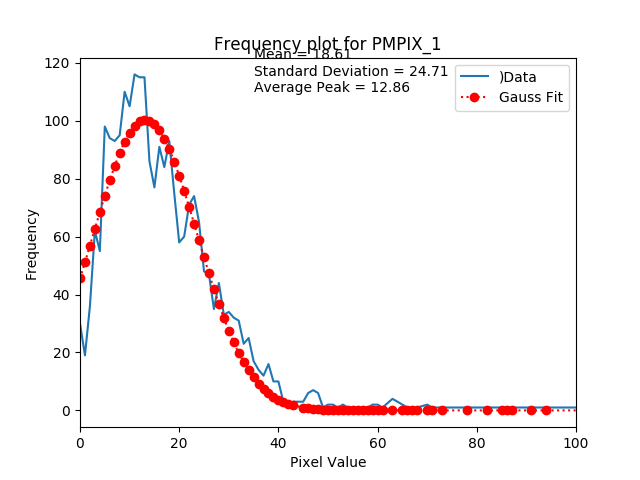 Frequency plot for PMPIX_1
Mean = 18.61
Standard Deviation = 24.71
Average Peak = 12.86
)Data
Gauss Fit
Frequency
120
100
80
60
40
20
0
0 20 40 60 80 100
Pixel Value